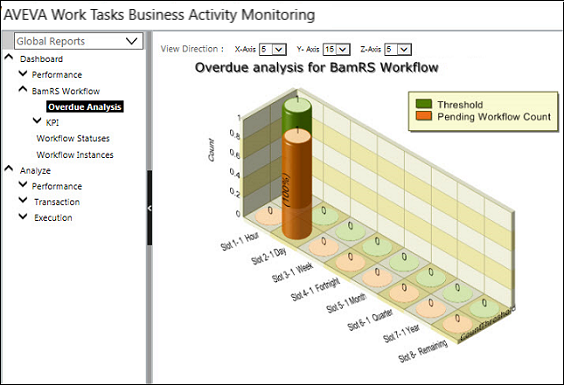 AVEVA Work Tasks Business Activity Monitoring
Global Reports
View Direction : X-Axis 5 Y- Axis 15 Z-Axis 5
Dashboard
Performance
BamRS Workflow
Overdue Analysis
KPI
Workflow Statuses
Workflow Instances
Analyze
Performance
Transaction
Execution
Overdue analysis for BamRS Workflow
Threshold
Pending Workflow Count
Count
1
0.8
0.6
0.4
0.2
0
1
1
(100%)
0
0
0
0
0
0
0
0
0
0
0
0
0
0
Slot 1- 1 Hour
Slot 2- 1 Day
Slot 3- 1 Week
Slot 4- 1 Fortnight
Slot 5- 1 Month
Slot 6- 1 Quarter
Slot 7- 1 Year
Slot 8- Remaining